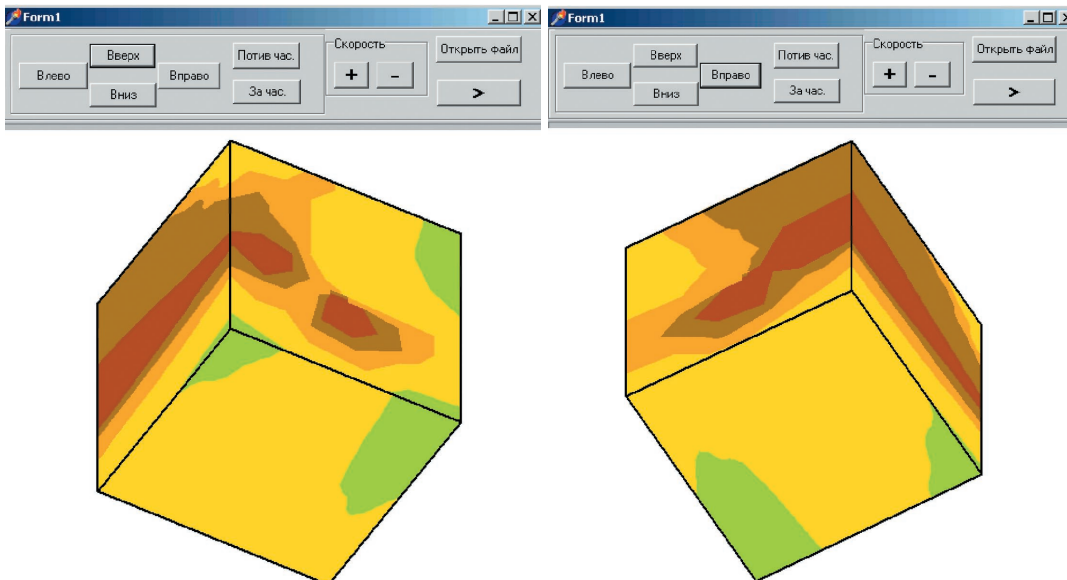 Form1
Вверх
Влево
Вправо
Вниз
Потив час.
За час.
Скорость
+ -
Открыть файл
>
Form1
Вверх
Влево
Вправо
Вниз
Потив час.
За час.
Скорость
+ -
Открыть файл
>